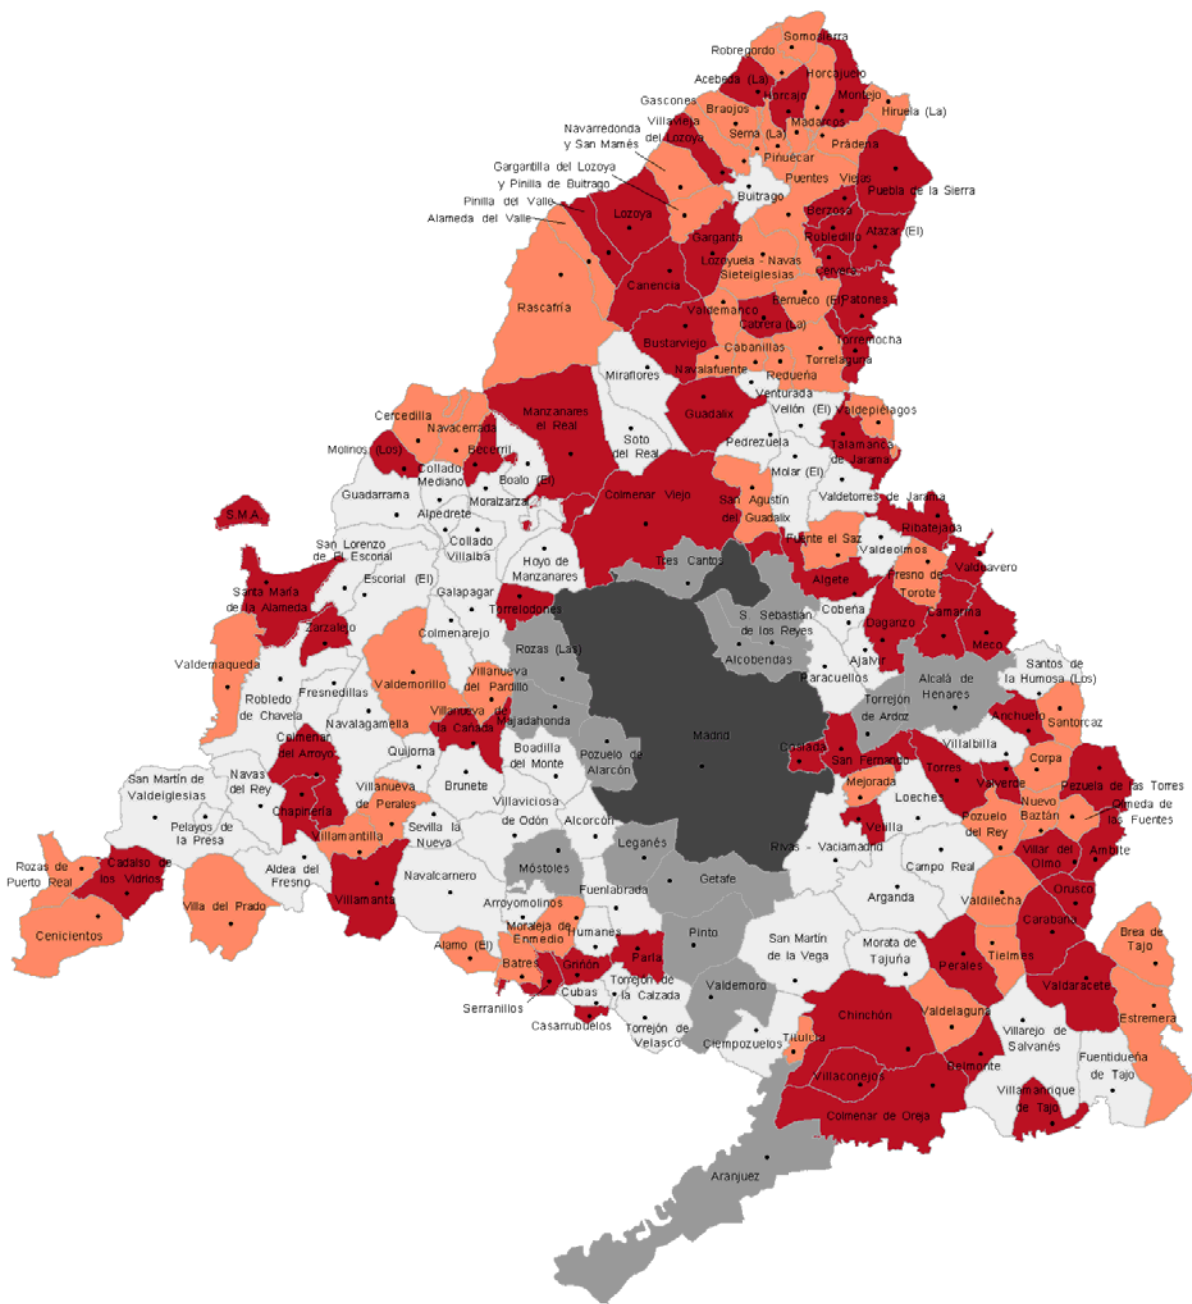 Somosierra
Robregordo
Horcajuelo
Acebeda (La)
Horcajo
Montejo
Gascones
Braojos
Hiruela (La)
Villavieja
del Lozoya
Madarcos
Serna (La)
Navarredonda
y San Mamés
Prádena
Piñuécar
Gargantilla del Lozoya
y Pinilla de Buitrago
Puentes Viejas
Puebla de la Sierra
Buitrago
Pinilla del Valle
Alameda del Valle
Lozoya
Berzosa
Garganta
Robledillo
Atazar (El)
Lozoyuela - Navas
Sieteiglesias
Cervera
Canencia
Rascafría
Berrueco (El)
Patones
Valdemanco
Cabrera (La)
Bustarviejo
Torremocha
Cabanillas
Torrelaguna
Miraflores
Navalafuente
Redueña
Venturada
Cercedilla
Navacerrada
Manzanares
el Real
Guadalix
Vellón (El)
Valdepiélagos
Molinos (Los)
Becerril
Soto
del Real
Pedrezuela
Talamanca
de Jarama
Collado
Mediano
Boalo (El)
Molar (El)
Guadarrama
Moralzarzal
Colmenar Viejo
San Agustín
del Guadalix
Valdetorres de Jarama
S.M.A.
Alpedrete
Ribatejada
Collado
Villalba
San Lorenzo
de El Escorial
Fuente el Saz
Valdeolmos
Hoyo de
Manzanares
Tres Cantos
Valdeavero
Escorial (El)
Algete
Fresno de
Torote
Santa María
de la Alameda
Galapagar
Torrelodones
S. Sebastián
de los Reyes
Cobeña
Camarma
Zarzalejo
Colmenarejo
Daganzo
Meco
Rozas (Las)
Alcobendas
Ajalvir
Valdemaqueda
Villanueva
del Pardillo
Paracuellos
Alcalá de
Henares
Santos de
la Humosa (Los)
Valdemorillo
Robledo
de Chavela
Fresnedillas
Navalagamella
Villanueva de
la Cañada
Majadahonda
Torrejón
de Ardoz
Anchuelo
Santorcaz
Colmenar
del Arroyo
Madrid
Quijorna
Boadilla
del Monte
Pozuelo de
Alarcón
Coslada
San Fernando
Villalbilla
Corpa
San Martín de
Valdeiglesias
Navas
del Rey
Villanueva
de Perales
Brunete
Mejorada
Torres
Valverde
Pezuela de las Torres
Loeches
Chapinería
Villaviciosa
de Odón
Nuevo
Baztán
Olmeda de
las Fuentes
Pelayos de
la Presa
Villamantilla
Sevilla la
Nueva
Alcorcón
Velilla
Pozuelo
del Rey
Leganés
Rivas - Vaciamadrid
Villar del
Olmo
Ambite
Rozas de
Puerto Real
Cadalso de
los Vidrios
Aldea del
Fresno
Móstoles
Campo Real
Navalcarnero
Getafe
Fuenlabrada
Orusco
Villa del Prado
Villamanta
Arroyomolinos
Arganda
Valdilecha
Carabaña
Cenicientos
Moraleja de
Enmedio
Humanes
Pinto
San Martín
de la Vega
Morata de
Tajuña
Brea de
Tajo
Alamo (El)
Batres
Griñón
Parla
Perales
Tielmes
Serranillos
Cubas
Torrejón de
la Calzada
Valdemoro
Valdaracete
Casarrubuelos
Torrejón de
Velasco
Ciempozuelos
Titulcia
Chinchón
Valdelaguna
Villarejo de
Salvanés
Estremera
Belmonte
Fuentidueña
de Tajo
Villaconejos
Villamanrique
de Tajo
Colmenar de Oreja
Aranjuez